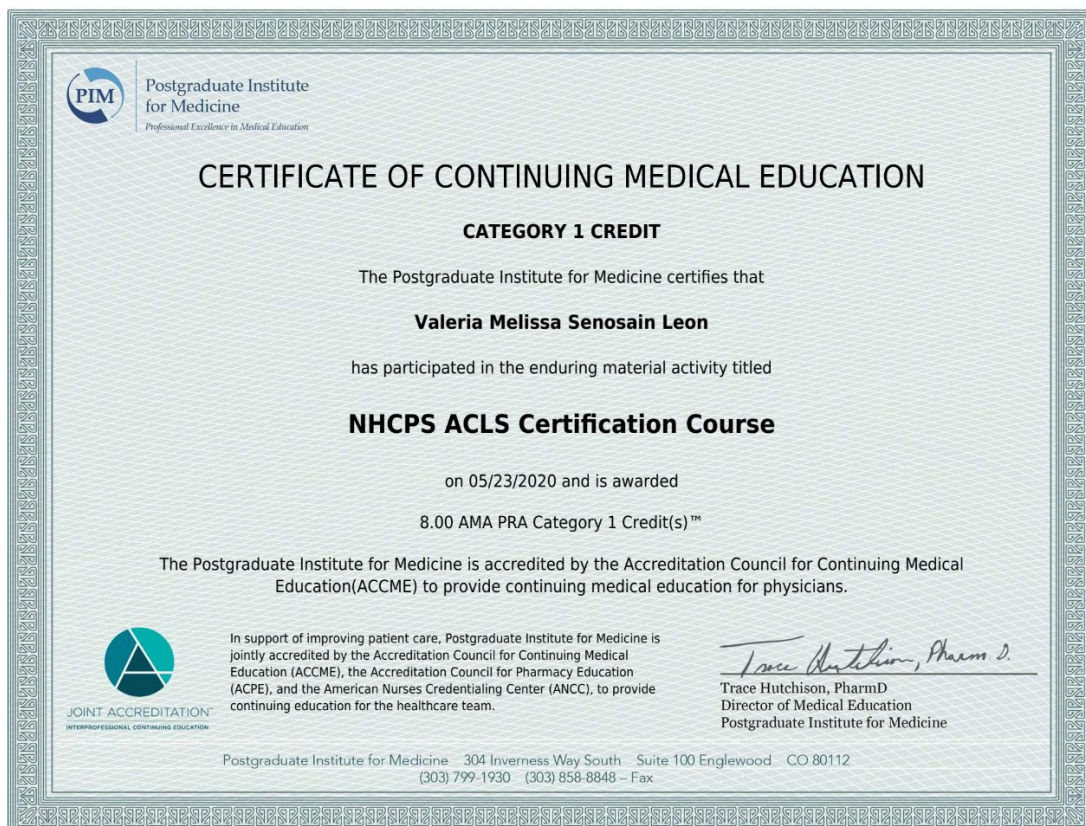 PIM
Postgraduate Institute
for Medicine
Professional Excellence in Medical Education
CERTIFICATE OF CONTINUING MEDICAL EDUCATION
CATEGORY 1 CREDIT
The Postgraduate Institute for Medicine certifies that
Valeria Melissa Senosain Leon
has participated in the enduring material activity titled
NHCPS ACLS Certification Course
on 05/23/2020 and is awarded
8.00 AMA PRA Category 1 Credit(s)™
The Postgraduate Institute for Medicine is accredited by the Accreditation Council for Continuing Medical
Education(ACCME) to provide continuing medical education for physicians.
In support of improving patient care, Postgraduate Institute for Medicine is
jointly accredited by the Accreditation Council for Continuing Medical
Education (ACCME), the Accreditation Council for Pharmacy Education
(ACPE), and the American Nurses Credentialing Center (ANCC), to provide
continuing education for the healthcare team.
JOINT ACCREDITATION™
INTERPROFESSIONAL CONTINUING EDUCATION
Trace Hutchison, Pharm D.
Trace Hutchison, PharmD
Director of Medical Education
Postgraduate Institute for Medicine
Postgraduate Institute for Medicine 304 Inverness Way South Suite 100 Englewood CO 80112
(303) 799-1930 (303) 858-8848 – Fax